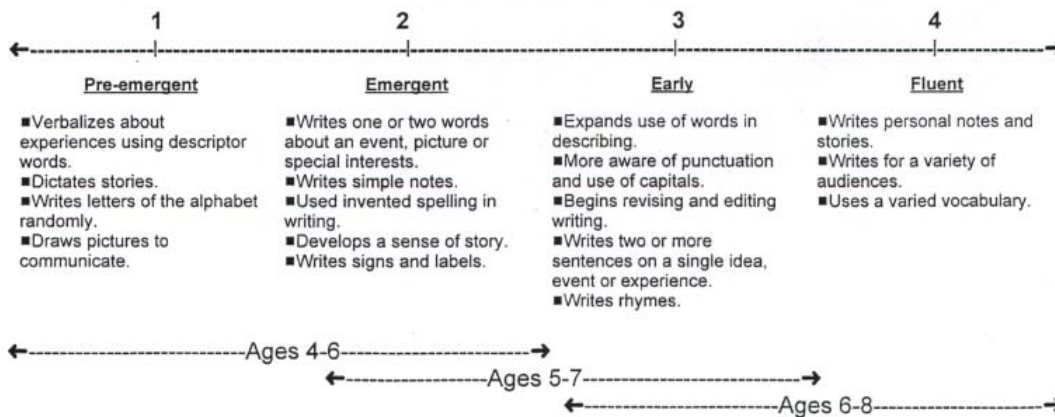 1 2 3 4
Pre-emergent
■Verbalizes about
experiences using descriptor
words.
■Dictates stories.
■Writes letters of the alphabet
randomly.
■Draws pictures to
communicate.
Emergent
■Writes one or two words
about an event, picture or
special interests.
■Writes simple notes.
■Used invented spelling in
writing.
■Develops a sense of story.
■Writes signs and labels.
Early
■Expands use of words in
describing.
■More aware of punctuation
and use of capitals.
■Begins revising and editing
writing.
■Writes two or more
sentences on a single idea,
event or experience.
■Writes rhymes.
Fluent
■Writes personal notes and
stories.
■Writes for a variety of
audiences.
■Uses a varied vocabulary.
Ages 4-6
Ages 5-7
Ages 6-8